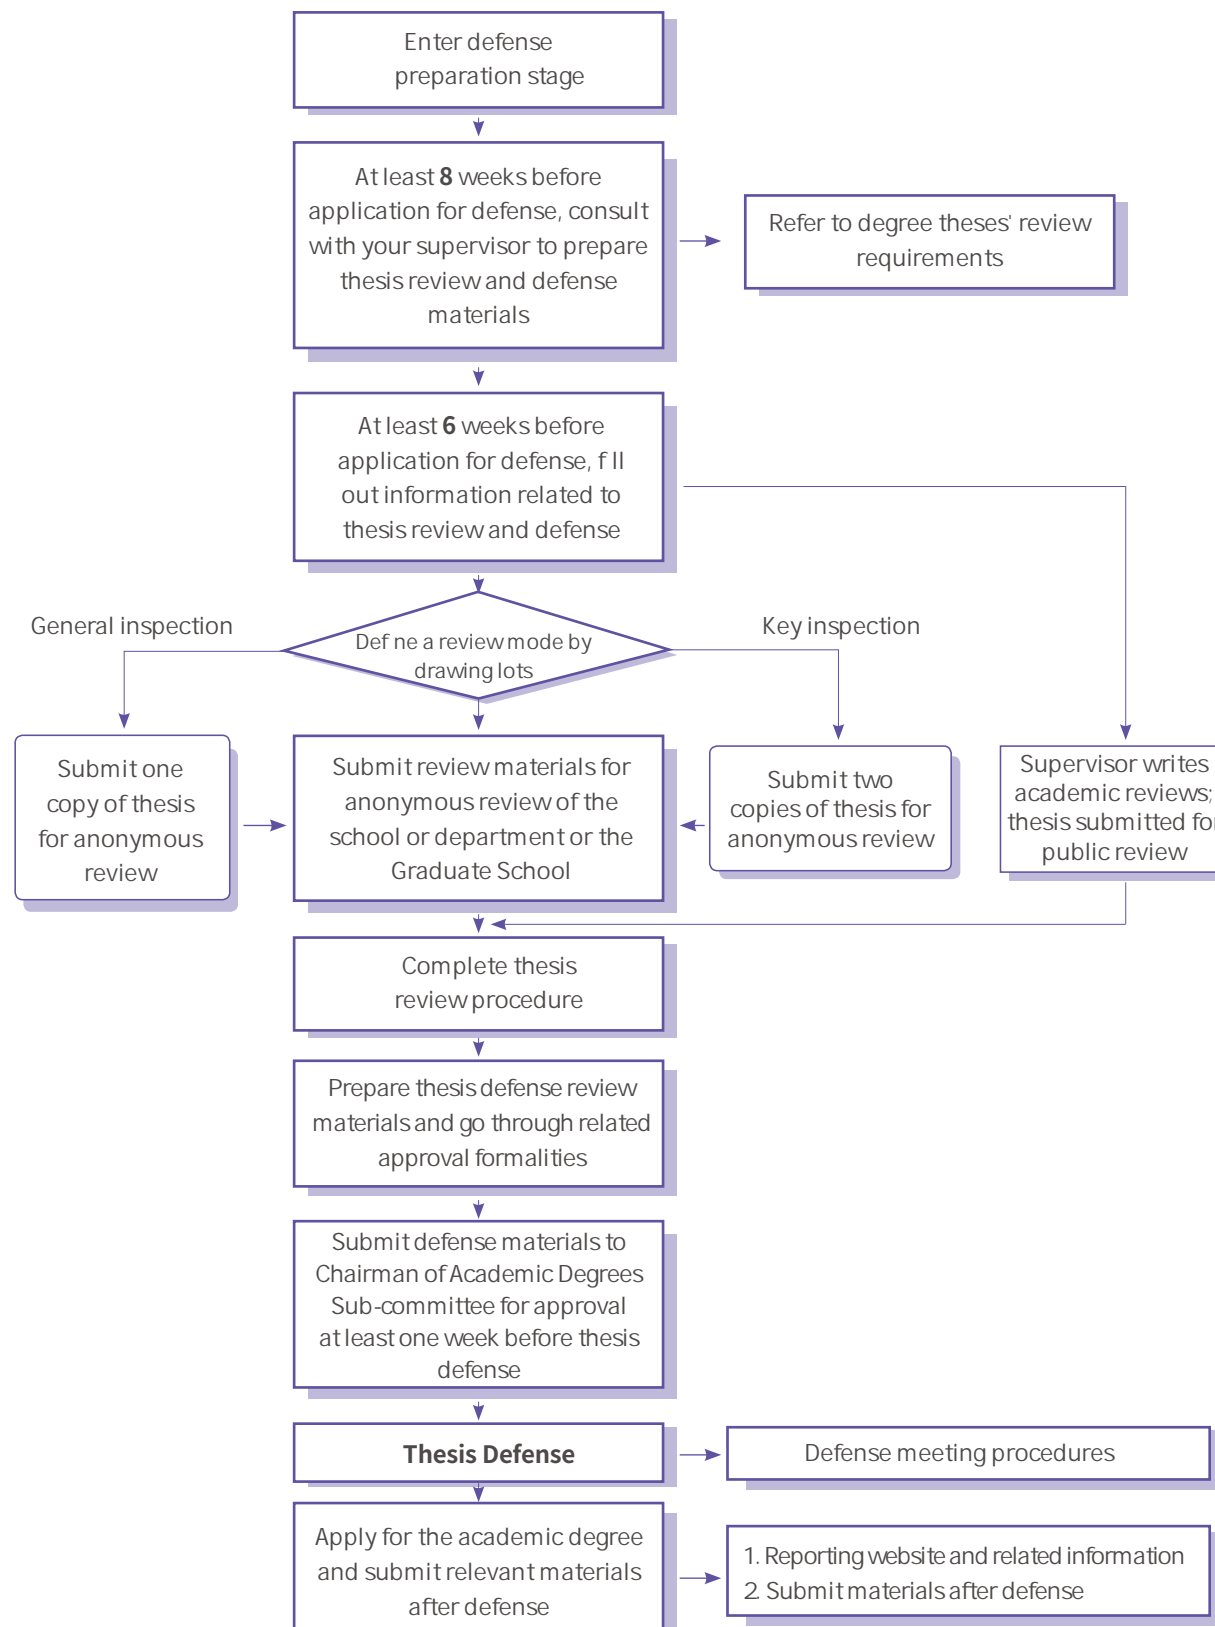 Enter defense
preparation stage
At least 8 weeks before
application for defense, consult
with your supervisor to prepare
thesis review and defense
materials
Refer to degree theses' review
requirements
At least 6 weeks before
application for defense, f ll
out information related to
thesis review and defense
General inspection
Def ne a review mode by
drawing lots
Key inspection
Submit one
copy of thesis
for anonymous
review
Submit review materials for
anonymous review of the
school or department or the
Graduate School
Submit two
copies of thesis for
anonymous review
Supervisor writes
academic reviews;
thesis submitted for
public review
Complete thesis
review procedure
Prepare thesis defense review
materials and go through related
approval formalities
Submit defense materials to
Chairman of Academic Degrees
Sub-committee for approval
at least one week before thesis
defense
Thesis Defense
Defense meeting procedures
Apply for the academic degree
and submit relevant materials
after defense
1. Reporting website and related information
2. Submit materials after defense